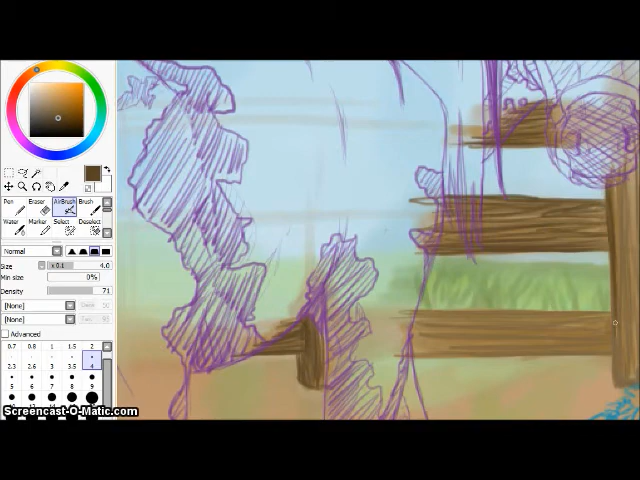 Pen Eraser AirBrush Brush
Water Marker Select Deselect
Normal
Size x 0.1 4.0
Min size 0%
Density 71
[None]
[None]
Advanced
0.7 0.8 1 1.5 2
2.3 2.6 3 3.5 4
5 6 7 8 9
Screencast-O-Matic.com